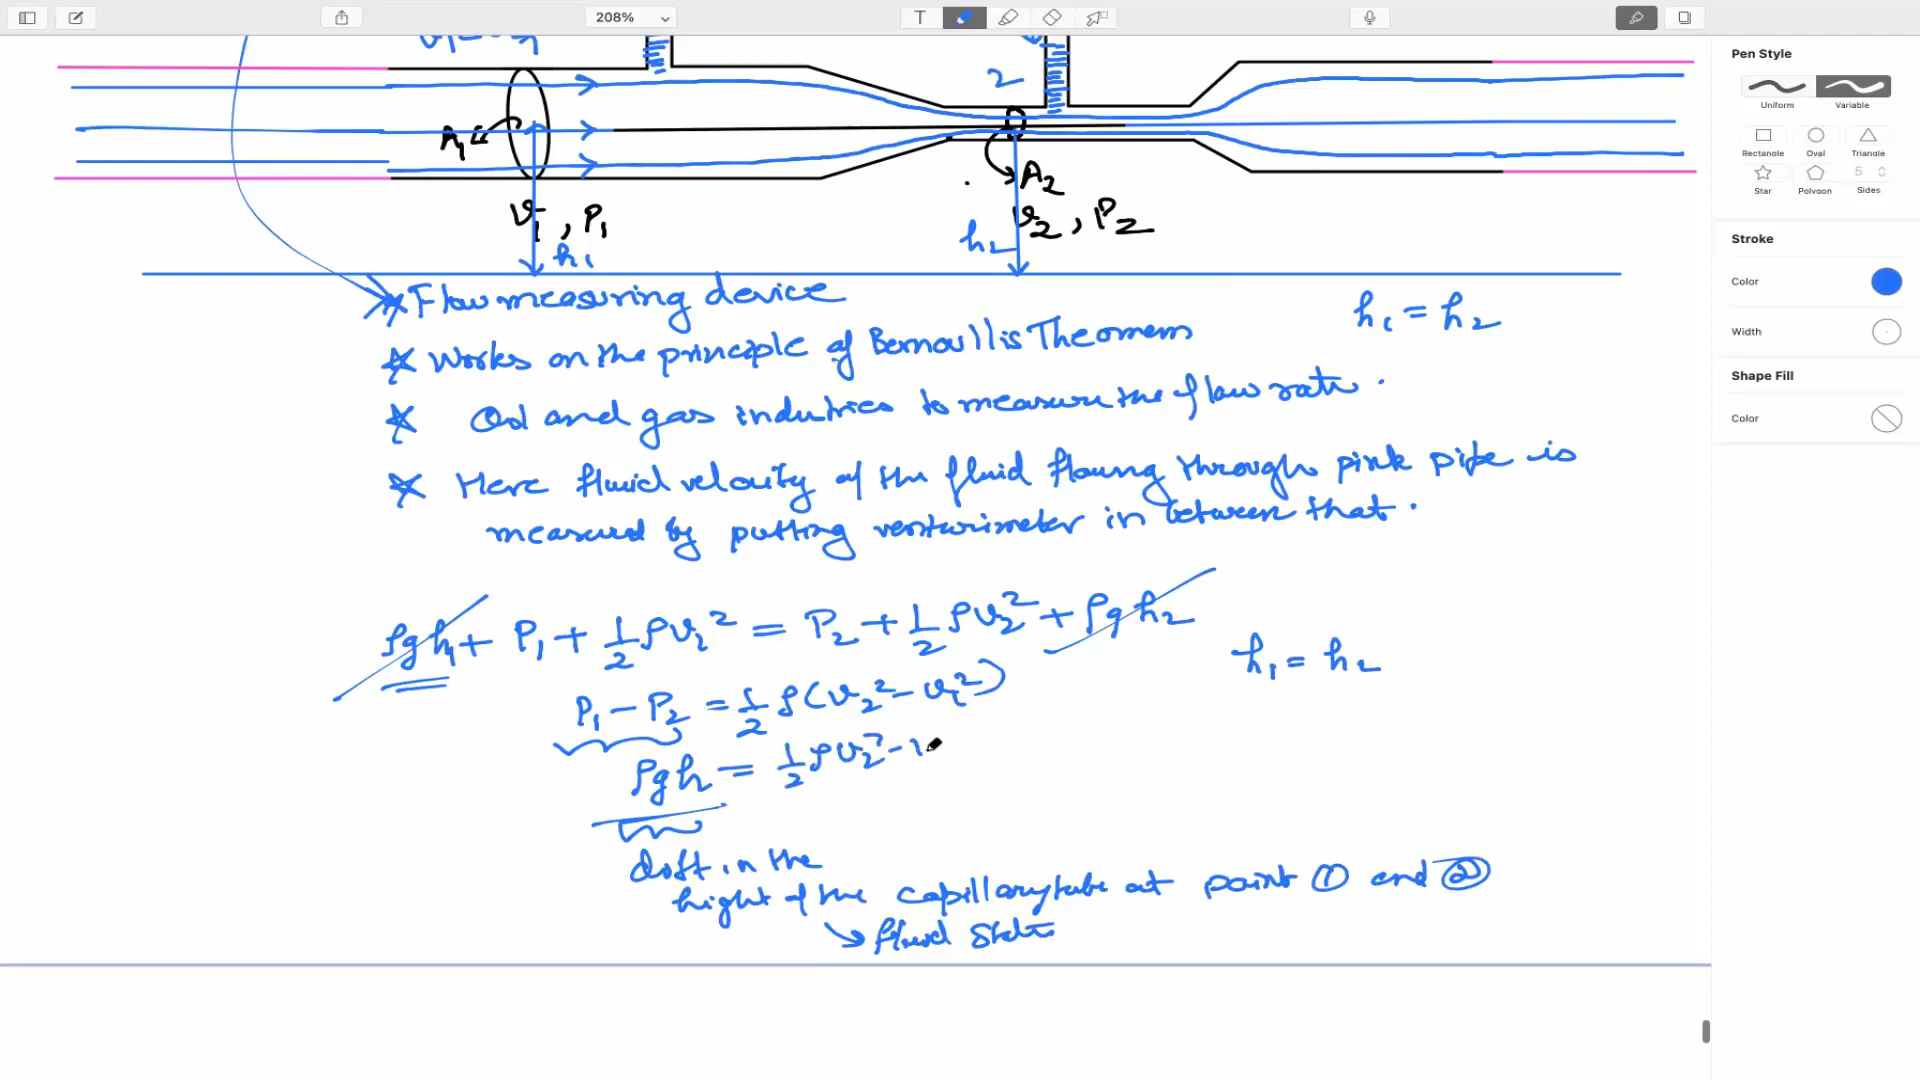 208%
T
Pen Style
Uniform Variable
Rectangle Oval Triangle
Star Polygon 5 Sides
Stroke
Color
Width
Shape Fill
Color
2
A₁
A₂
v₁, P₁
v₂, P₂
h₁
h₂
* Flow measuring device
h₁ = h₂
* Works on the principle of Bernoullis Theorem
* Oil and gas industries to measure the flow rate.
* Here fluid velocity of the fluid flowing through pink pipe is
measured by putting venturimeter in between that.
ρgh₁ + P₁ + 1/2 ρv₁² = P₂ + 1/2 ρv₂² + ρgh₂
h₁ = h₂
P₁ - P₂ = 1/2 ρ(v₂² - v₁²)
ρgh = 1/2 ρv₂² -
diff in the
hight of the capillary tube at point ① and ②
fluid